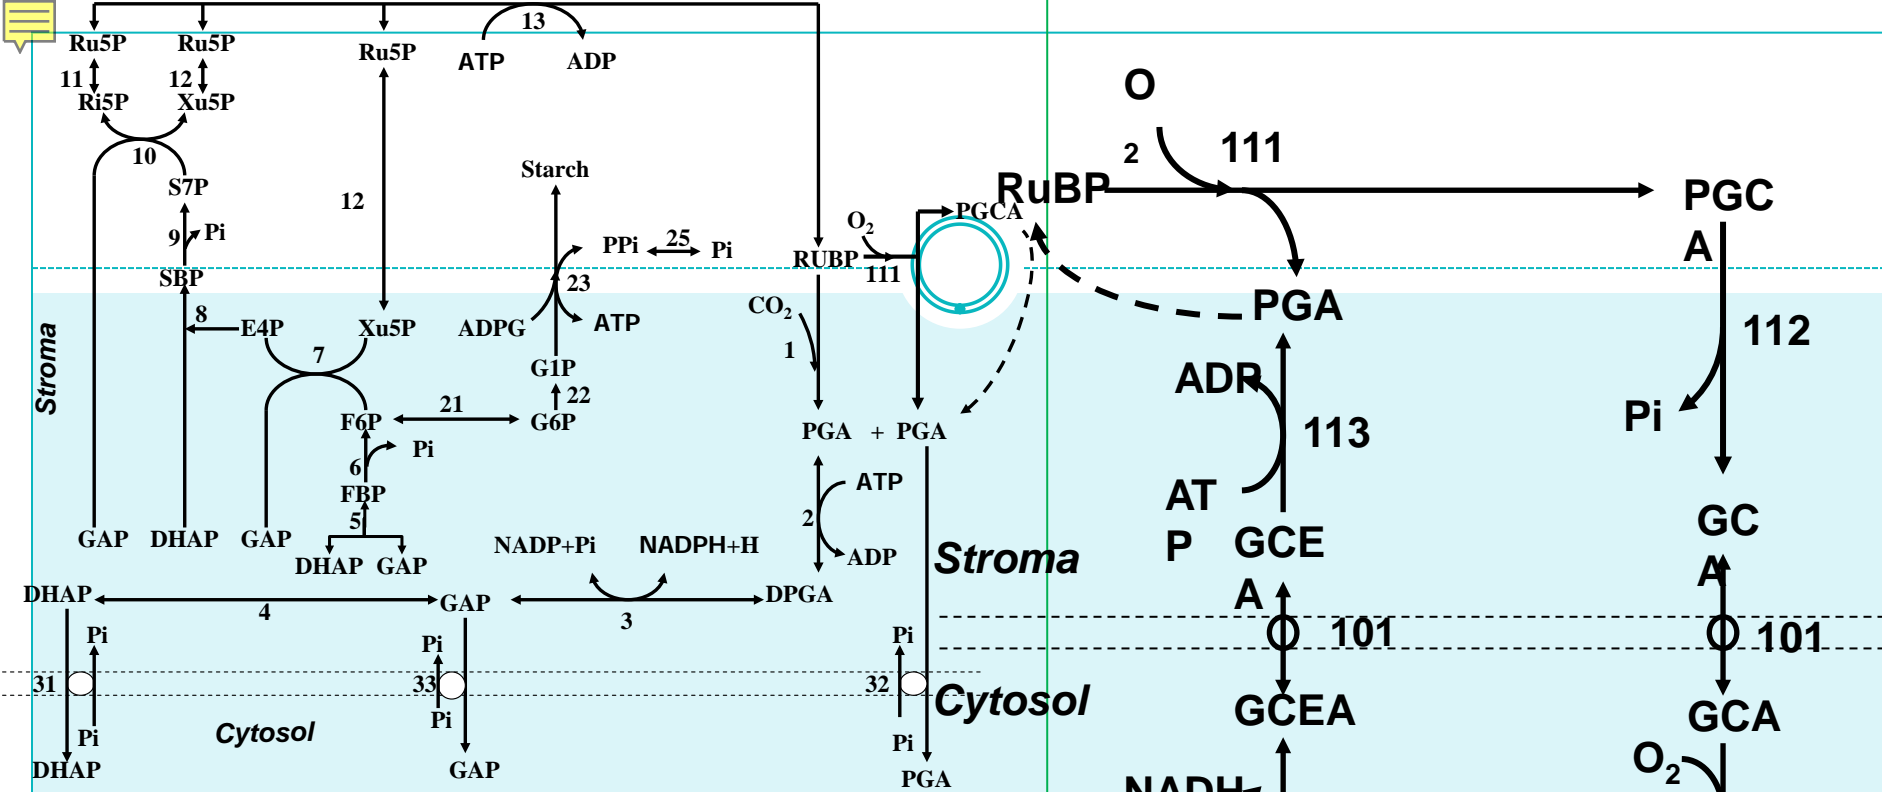 13
Ru5P
Ru5P
Ru5P
ATP
ADP
11
12
Ri5P
Xu5P
10
S7P
Starch
12
9
Pi
PPi
25
Pi
O2
PGCA
RUBP
111
SBP
23
CO2
8
E4P
Xu5P
ADPG
ATP
Stroma
7
1
G1P
22
F6P
21
G6P
PGA + PGA
Pi
6
FBP
ATP
5
2
GAP
DHAP
GAP
NADP+Pi
NADPH+H
ADP
DHAP
GAP
DHAP
4
GAP
3
DPGA
Pi
Pi
Pi
31
33
32
Pi
Pi
Pi
Cytosol
DHAP
GAP
PGA
Stroma
Cytosol
O
2
111
RuBP
PGC
A
PGA
112
ADP
Pi
113
AT
P
GCE
A
GC
A
101
101
GCEA
GCA
O2
NADH